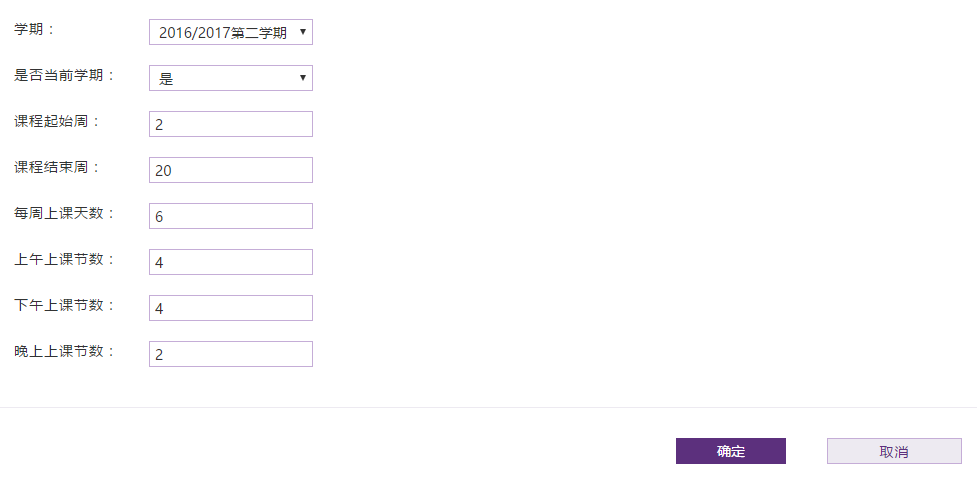 学期： 2016/2017第二学期
是否当前学期： 是
课程起始周： 2
课程结束周： 20
每周上课天数： 6
上午上课节数： 4
下午上课节数： 4
晚上上课节数： 2
确定 取消